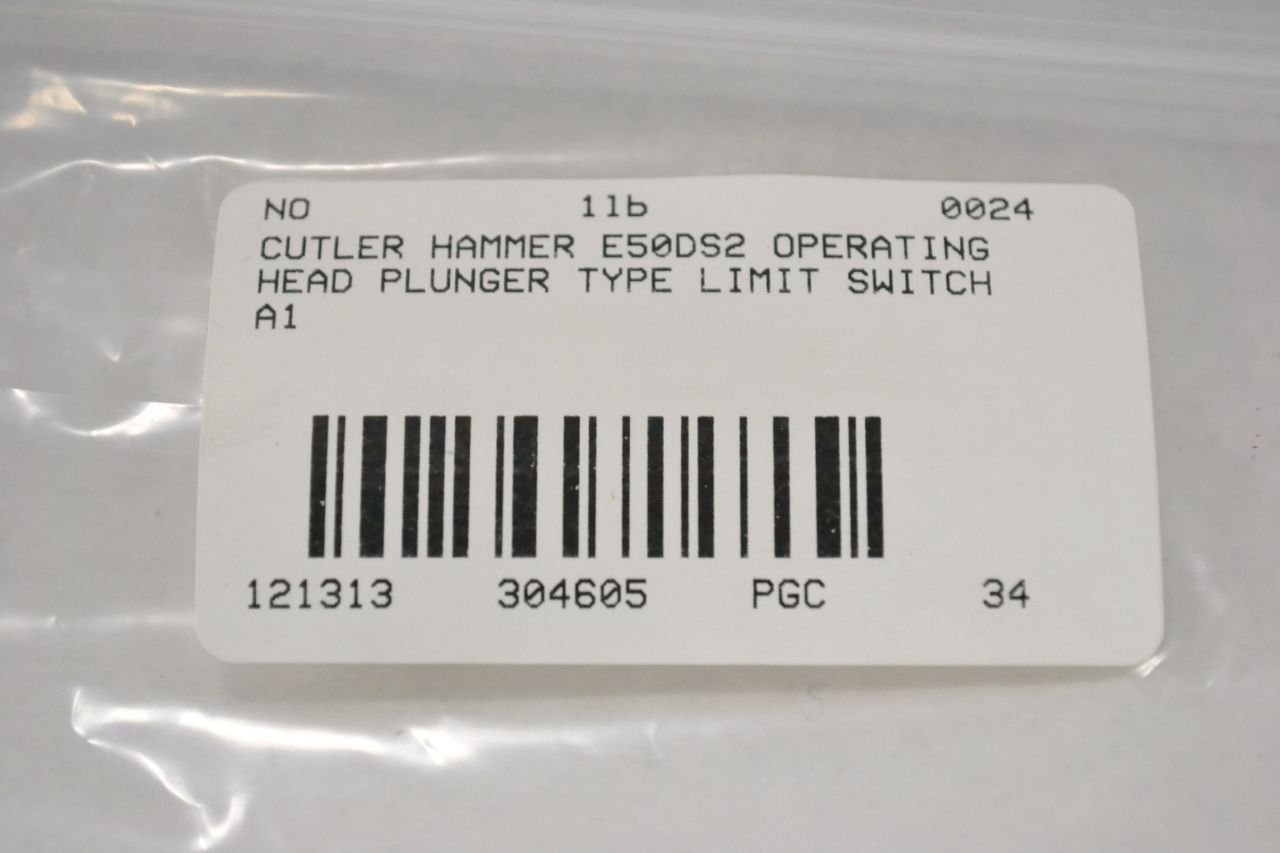 NO 1lb 0024
CUTLER HAMMER E50DS2 OPERATING
HEAD PLUNGER TYPE LIMIT SWITCH
A1
121313 304605 PGC 34